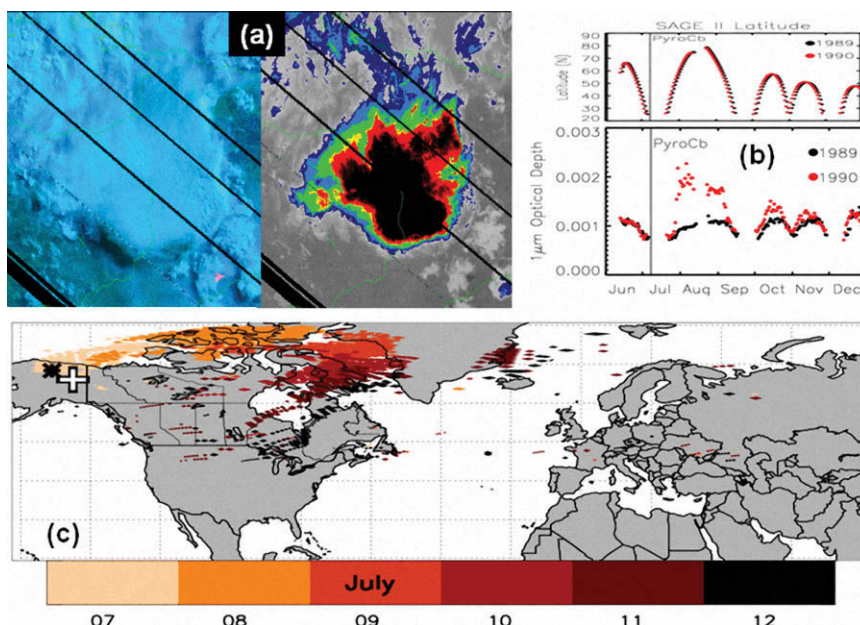 (a)
SAGE II Latitude
90
80
70
60
50
40
30
20
Latitude (N)
PyroCb
1989
1990
0.003
0.002
0.001
0.000
1μm Optical Depth
PyroCb
1989
1990
(b)
Jun Jul Aug Sep Oct Nov Dec
(c)
July
07 08 09 10 11 12